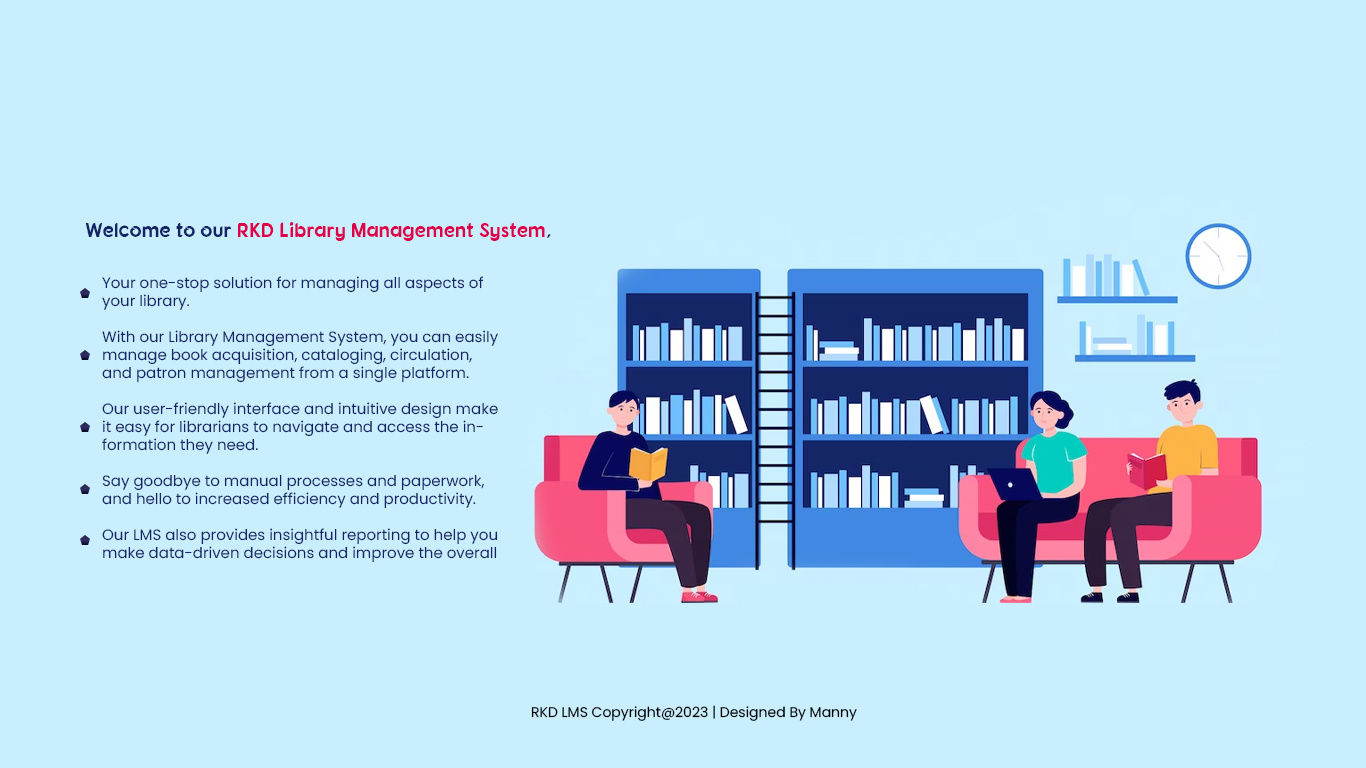 Welcome to our RKD Library Management System,
Your one-stop solution for managing all aspects of
your library.
With our Library Management System, you can easily
manage book acquisition, cataloging, circulation,
and patron management from a single platform.
Our user-friendly interface and intuitive design make
it easy for librarians to navigate and access the in-
formation they need.
Say goodbye to manual processes and paperwork,
and hello to increased efficiency and productivity.
Our LMS also provides insightful reporting to help you
make data-driven decisions and improve the overall
RKD LMS Copyright@2023 | Designed By Manny